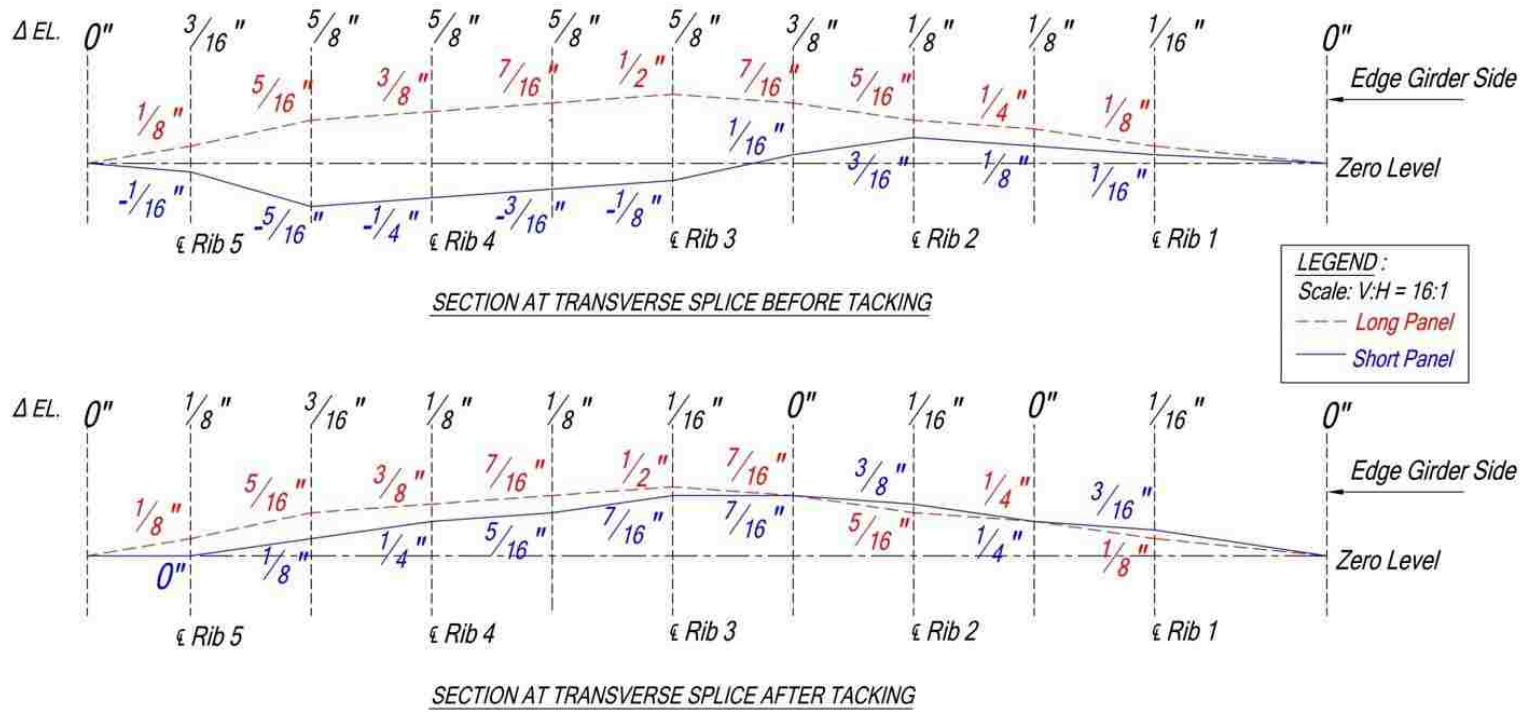 Δ EL. 0" 3/16" 5/8" 5/8" 5/8" 5/8" 3/8" 1/8" 1/8" 1/16" 0"
1/8" 5/16" 3/8" 7/16" 1/2" 7/16" 5/16" 1/4" 1/8"
Edge Girder Side
-1/16" -5/16" -1/4" -3/16" -1/8" 1/16" 3/16" 1/8" 1/16"
Zero Level
℄ Rib 5 ℄ Rib 4 ℄ Rib 3 ℄ Rib 2 ℄ Rib 1
SECTION AT TRANSVERSE SPLICE BEFORE TACKING
LEGEND :
Scale: V:H = 16:1
Long Panel
Short Panel
Δ EL. 0" 1/8" 3/16" 1/8" 1/8" 1/16" 0" 1/16" 0" 1/16" 0"
1/8" 5/16" 3/8" 7/16" 1/2" 7/16" 3/8" 1/4" 3/16"
Edge Girder Side
0" 1/8" 1/4" 5/16" 7/16" 7/16" 5/16" 1/4" 1/8"
Zero Level
℄ Rib 5 ℄ Rib 4 ℄ Rib 3 ℄ Rib 2 ℄ Rib 1
SECTION AT TRANSVERSE SPLICE AFTER TACKING